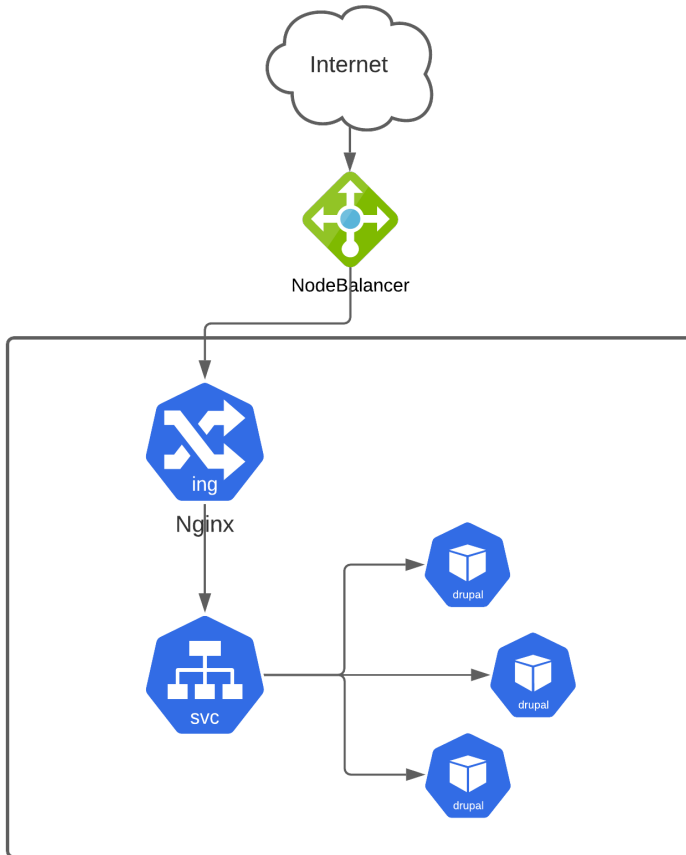 Internet
NodeBalancer
ing
Nginx
drupal
svc
drupal
drupal